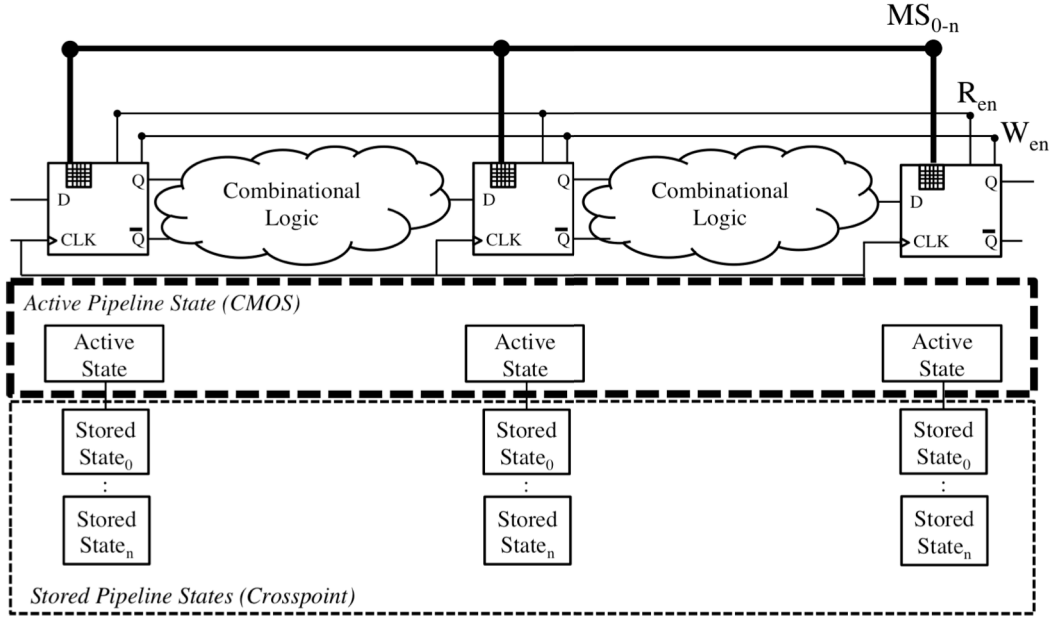 MS0-n
Ren
Wen
D
Q
CLK
Q̅
Combinational
Logic
D
Q
CLK
Q̅
Combinational
Logic
D
Q
CLK
Q̅
Active Pipeline State (CMOS)
Active
State
Active
State
Active
State
Stored
State0
⋮
Stored
Staten
Stored
State0
⋮
Stored
Staten
Stored
State0
⋮
Stored
Staten
Stored Pipeline States (Crosspoint)